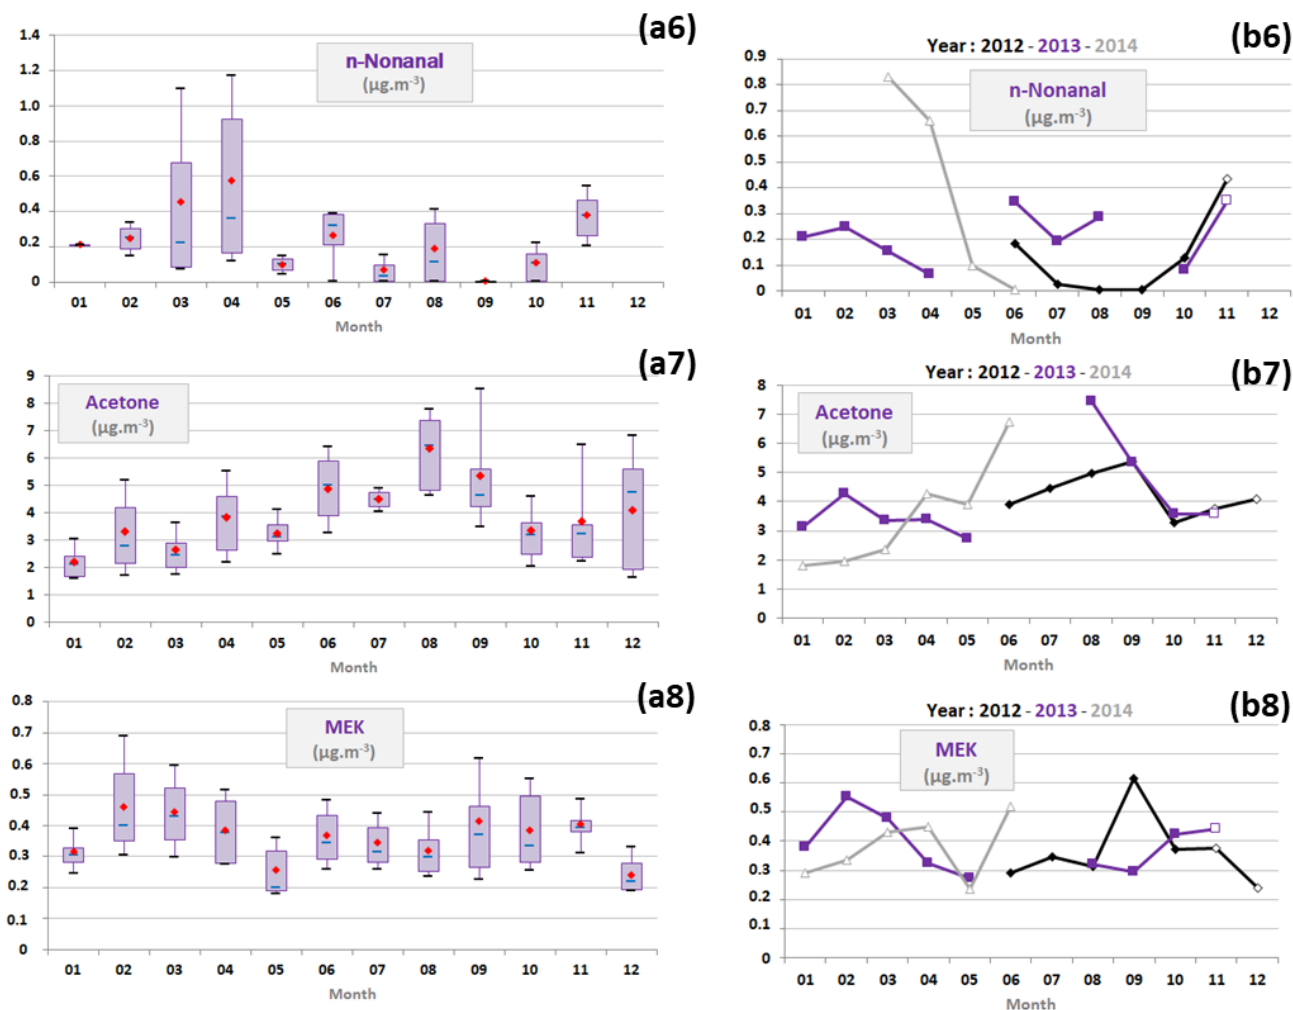 (a6)
n-Nonanal
(µg.m-3)
1.4
1.2
1.0
0.8
0.6
0.4
0.2
0
01 02 03 04 05 06 07 08 09 10 11 12
Month
(b6)
Year : 2012 - 2013 - 2014
n-Nonanal
(µg.m-3)
0.9
0.8
0.7
0.6
0.5
0.4
0.3
0.2
0.1
0
01 02 03 04 05 06 07 08 09 10 11 12
Month
(a7)
Acetone
(µg.m-3)
9
8
7
6
5
4
3
2
1
0
01 02 03 04 05 06 07 08 09 10 11 12
Month
(b7)
Year : 2012 - 2013 - 2014
Acetone
(µg.m-3)
8
7
6
5
4
3
2
1
0
01 02 03 04 05 06 07 08 09 10 11 12
Month
(a8)
MEK
(µg.m-3)
0.8
0.7
0.6
0.5
0.4
0.3
0.2
0.1
0
01 02 03 04 05 06 07 08 09 10 11 12
Month
(b8)
Year : 2012 - 2013 - 2014
MEK
(µg.m-3)
0.8
0.7
0.6
0.5
0.4
0.3
0.2
0.1
0
01 02 03 04 05 06 07 08 09 10 11 12
Month